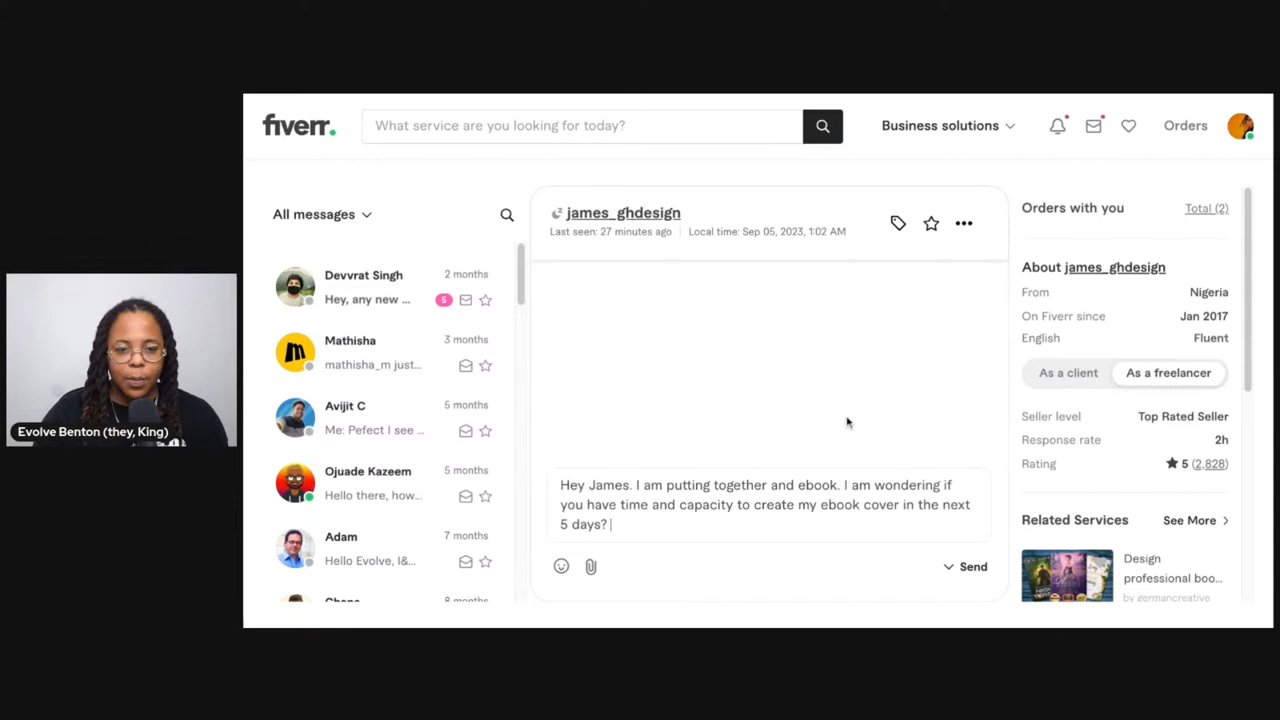 fiverr.
What service are you looking for today?
Business solutions
Orders
All messages
Devvrat Singh 2 months
Hey, any new ... 5
Mathisha 3 months
mathisha_m just...
Avijit C 5 months
Me: Pefect I see ...
Ojuade Kazeem 5 months
Hello there, how...
Adam 7 months
Hello Evolve, I&...
james_ghdesign
Last seen: 27 minutes ago | Local time: Sep 05, 2023, 1:02 AM
Hey James. I am putting together and ebook. I am wondering if
you have time and capacity to create my ebook cover in the next
5 days?
Send
Orders with you Total (2)
About james_ghdesign
From Nigeria
On Fiverr since Jan 2017
English Fluent
As a client As a freelancer
Seller level Top Rated Seller
Response rate 2h
Rating 5 (2,828)
Related Services See More
Design
professional boo...
by germancreative
Evolve Benton (they, King)